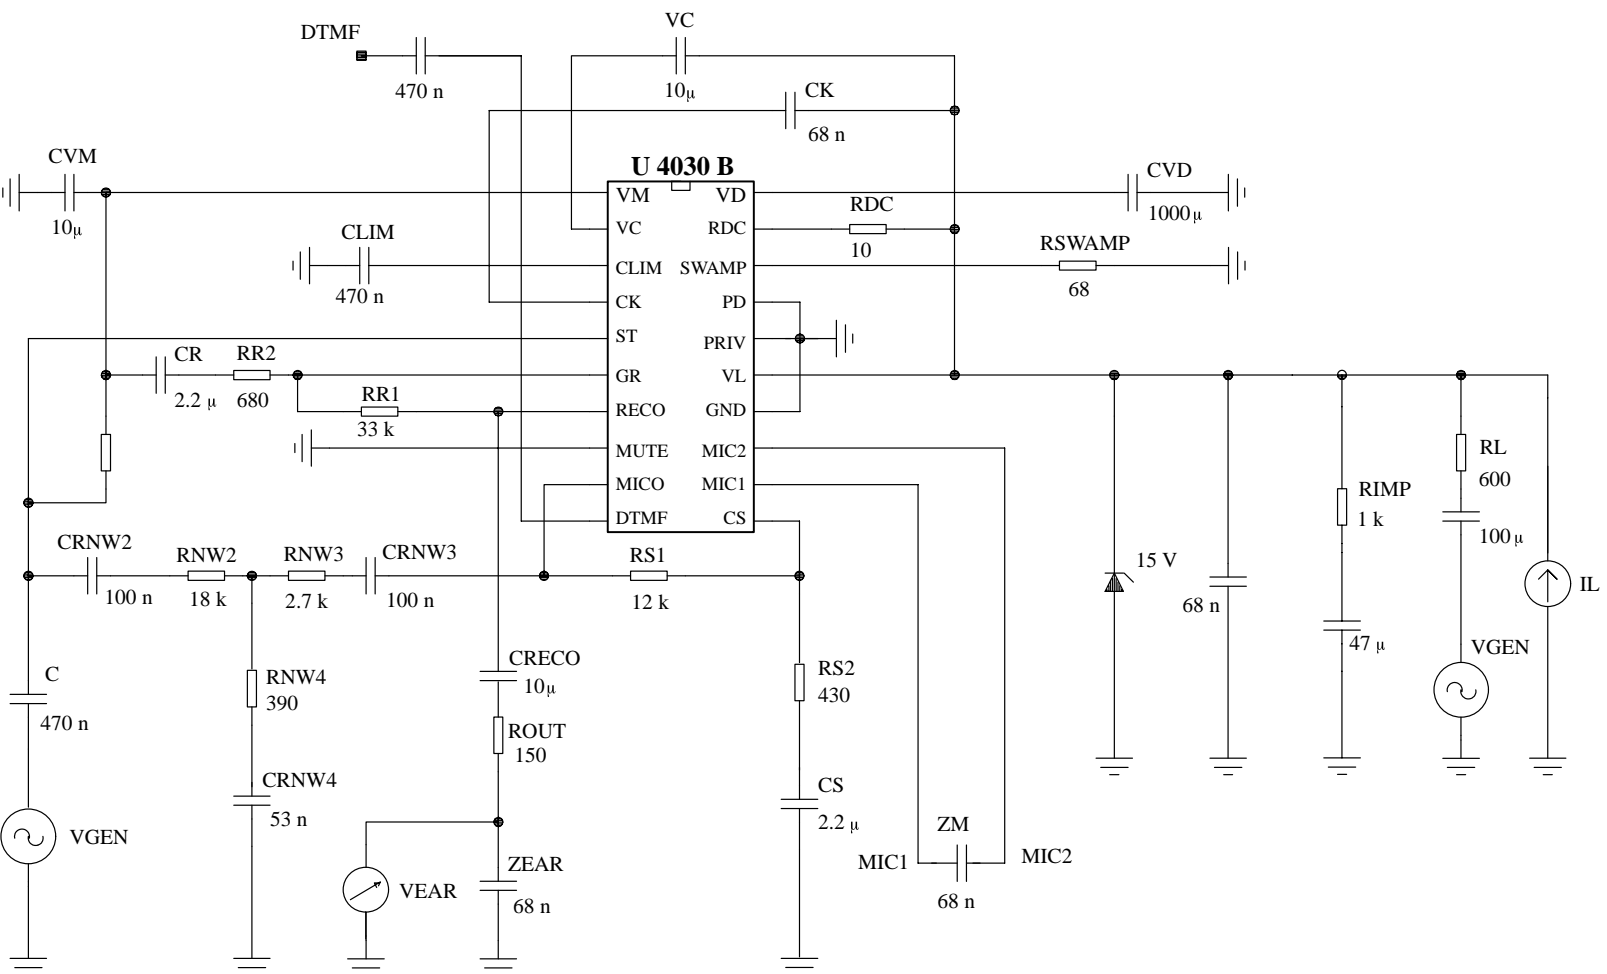 DTMF
470 n
VC
10μ
CK
68 n
CVM
10μ
U 4030 B
VM
VC
CLIM
CK
ST
GR
RECO
MUTE
MICO
DTMF
VD
RDC
SWAMP
PD
PRIV
VL
GND
MIC2
MIC1
CS
CLIM
470 n
CVD
1000 μ
RDC
10
RSWAMP
68
CR
2.2 μ
RR2
680
RR1
33 k
CRNW2
100 n
RNW2
18 k
RNW3
2.7 k
CRNW3
100 n
RS1
12 k
C
470 n
RNW4
390
CRNW4
53 n
VGEN
CRECO
10μ
ROUT
150
VEAR
ZEAR
68 n
RS2
430
CS
2.2 μ
MIC1
ZM
68 n
MIC2
15 V
68 n
RIMP
1 k
47 μ
RL
600
100 μ
VGEN
IL